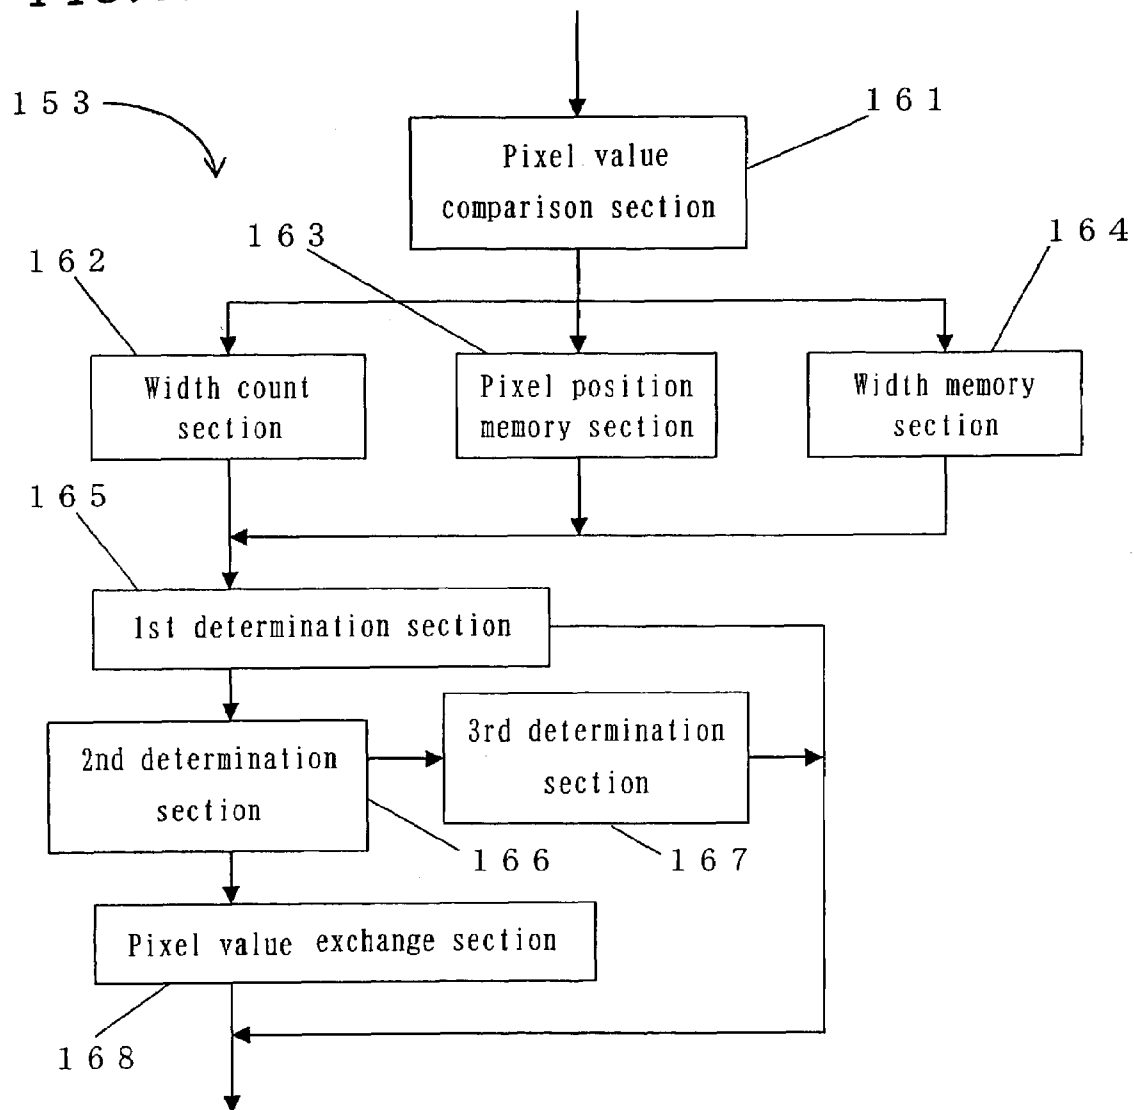 153
161
Pixel value
comparison section
163
164
162
Width count
section
Pixel position
memory section
Width memory
section
165
1st determination section
2nd determination
section
3rd determination
section
166
167
Pixel value exchange section
168